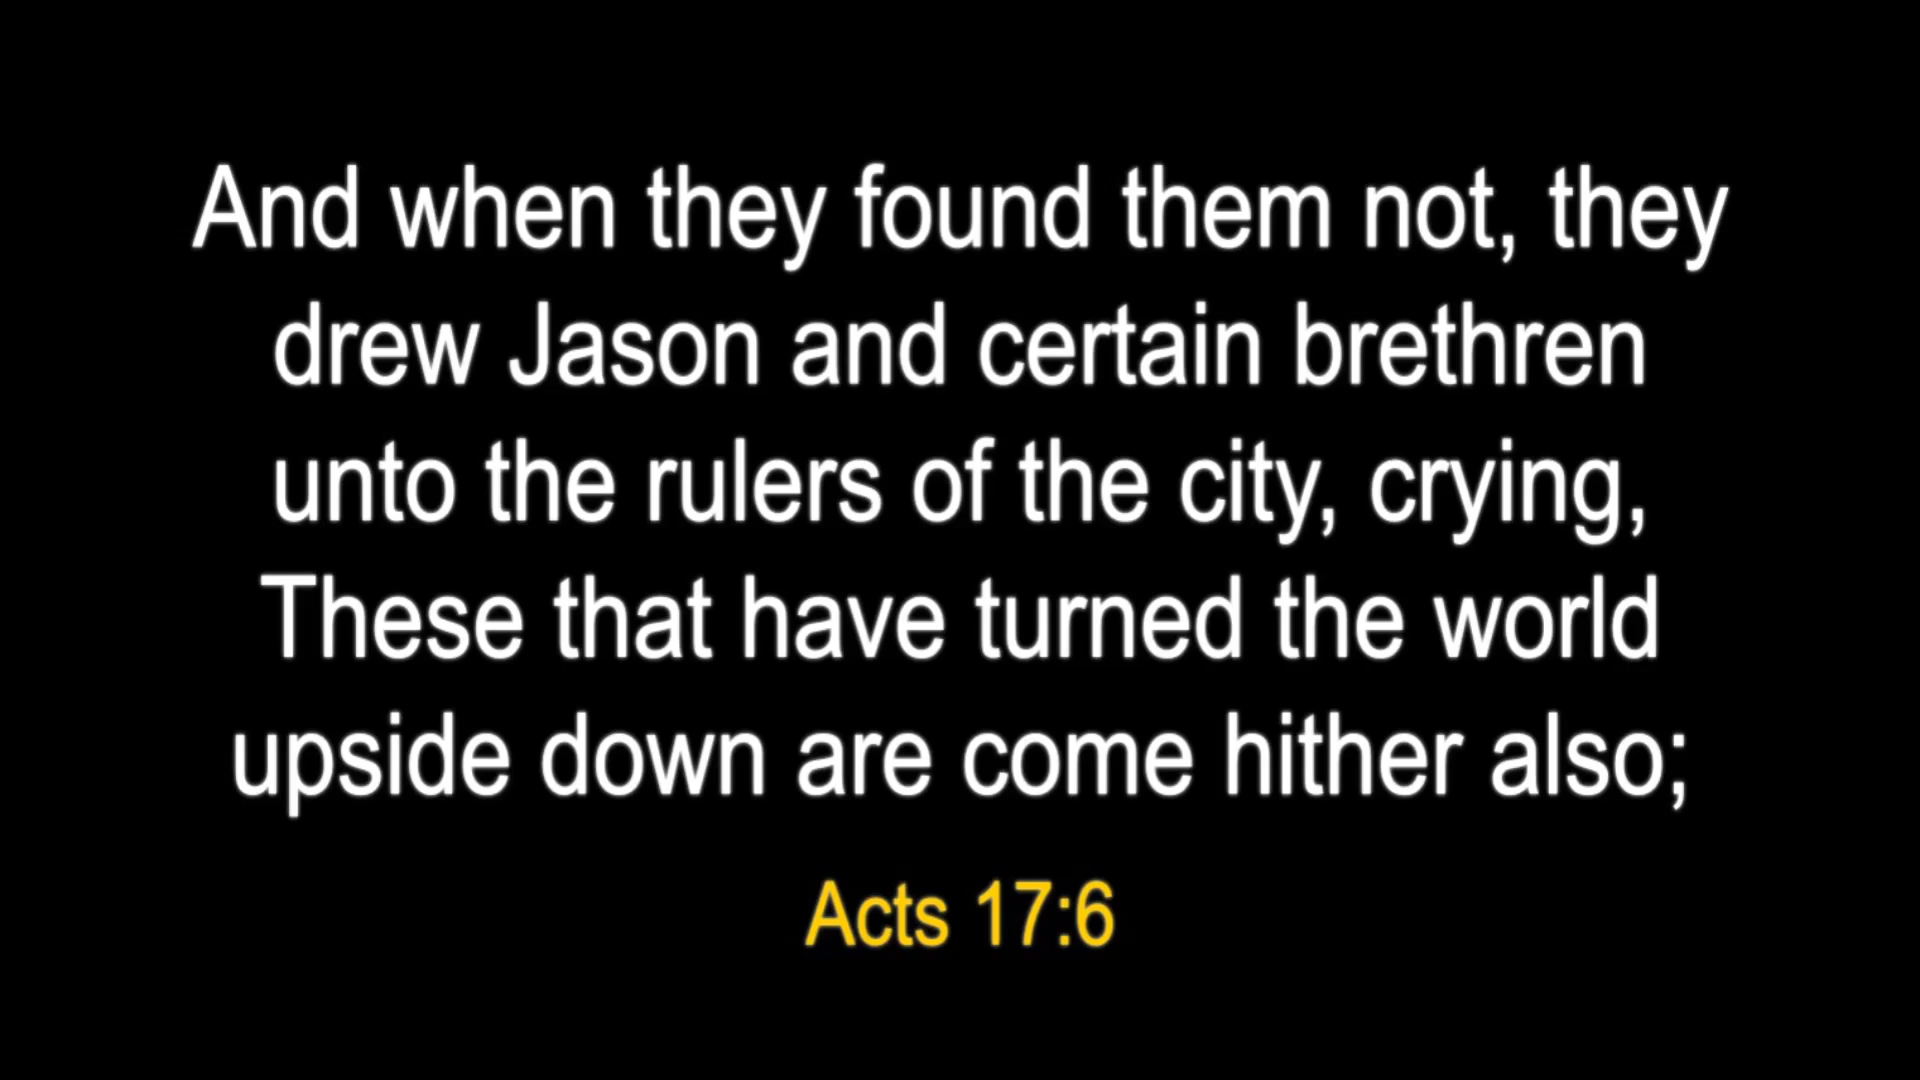 And when they found them not, they
drew Jason and certain brethren
unto the rulers of the city, crying,
These that have turned the world
upside down are come hither also;
Acts 17:6